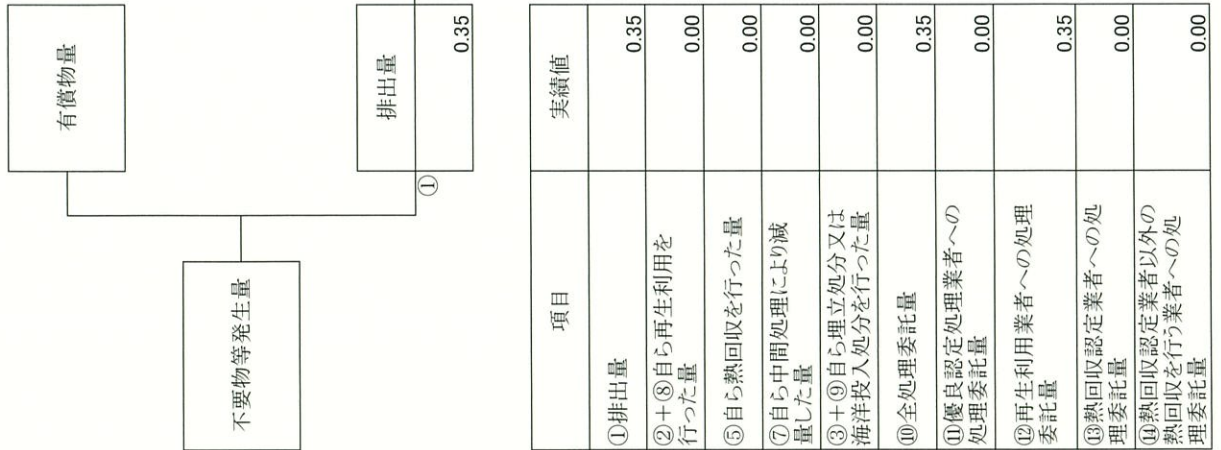 有償物量
不要物等発生量
排出量
①
0.35
項目
実績値
①排出量
0.35
②+⑧自ら再生利用を
行った量
0.00
⑤自ら熱回収を行った量
0.00
⑦自ら中間処理により減
量した量
0.00
③+⑨自ら埋立処分又は
海洋投入処分を行った量
0.00
⑩全処理委託量
0.35
⑪優良認定処理業者への
処理委託量
0.00
⑫再生利用業者への処理
委託量
0.35
⑬熱回収認定業者への処
理委託量
0.00
⑭熱回収認定業者以外の
熱回収を行う業者への処
理委託量
0.00